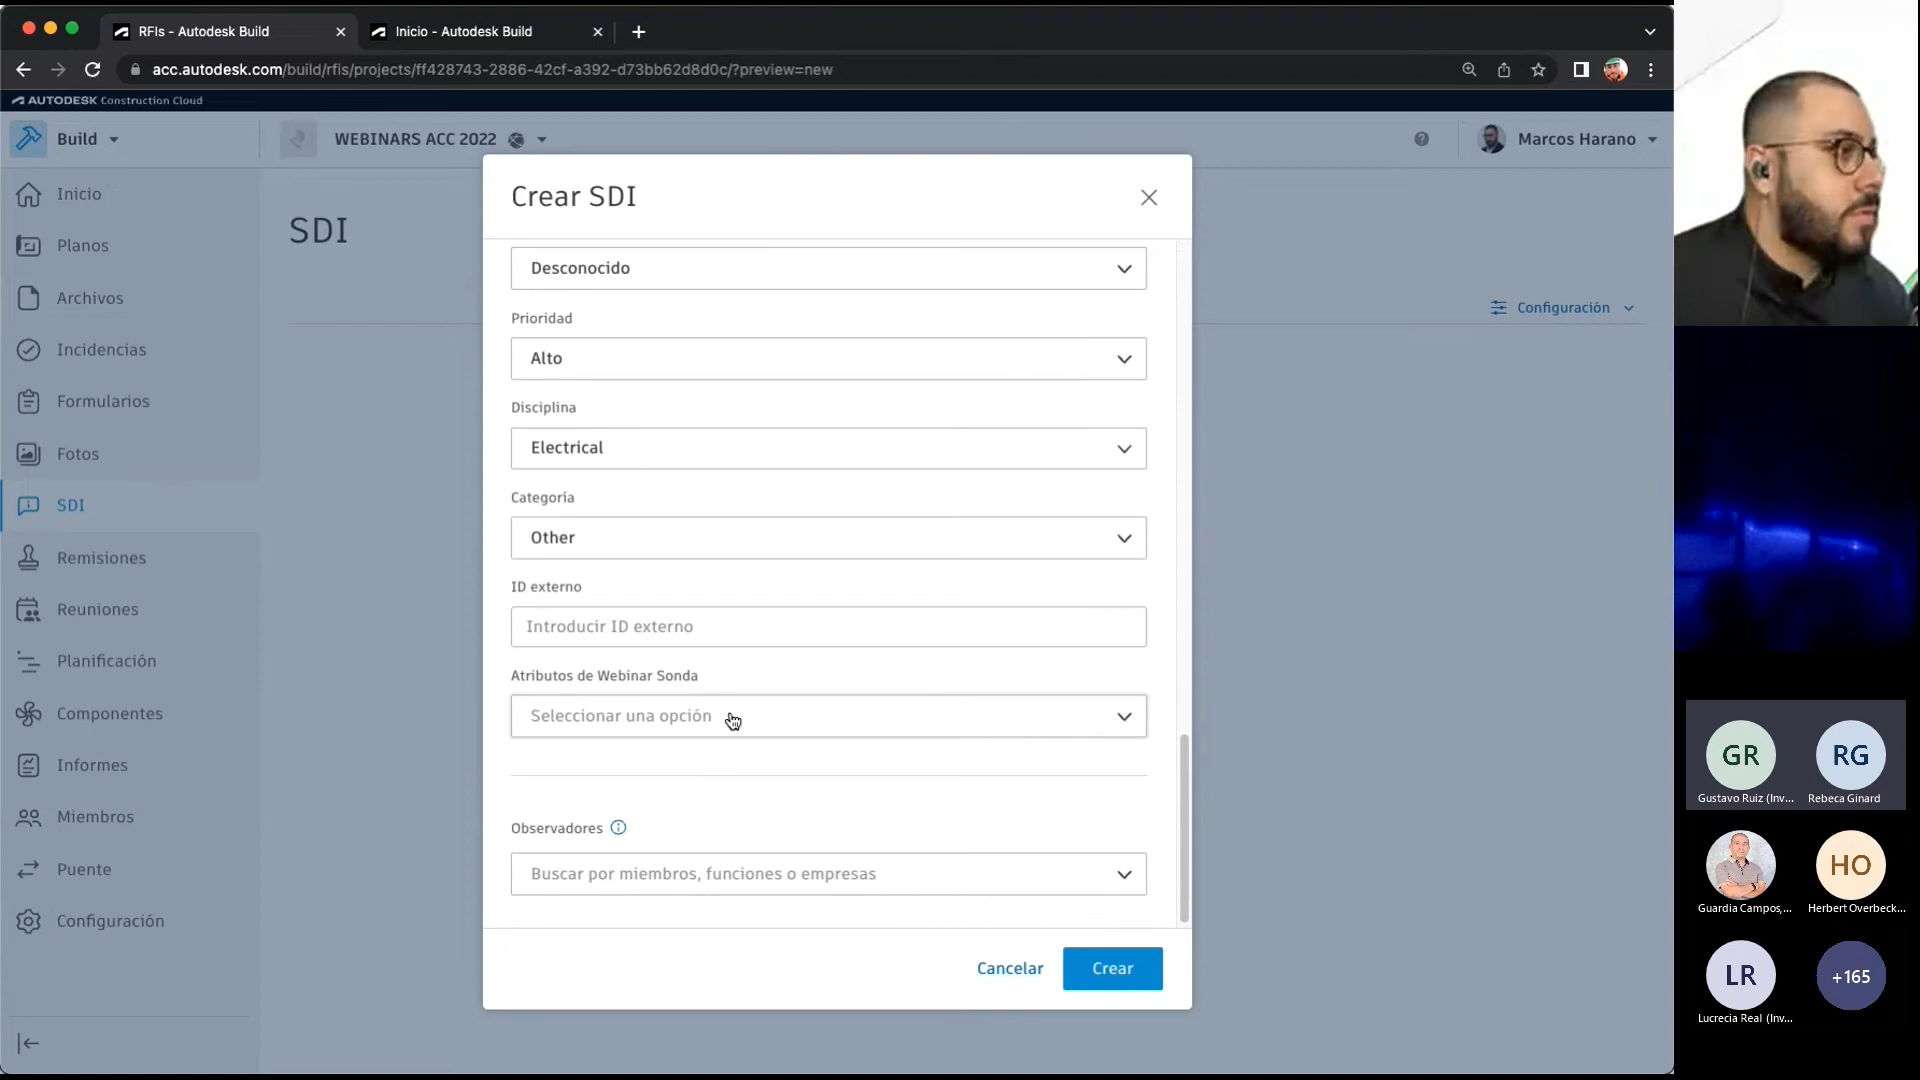 RFIs - Autodesk Build
Inicio - Autodesk Build
acc.autodesk.com/build/rfis/projects/ff428743-2886-42cf-a392-d73bb62d8d0c/?preview=new
AUTODESK Construction Cloud
Build
WEBINARS ACC 2022
Marcos Harano
Inicio
Planos
Archivos
Incidencias
Formularios
Fotos
SDI
Remisiones
Reuniones
Planificación
Componentes
Informes
Miembros
Puente
Configuración
SDI
Configuración
Crear SDI
Desconocido
Prioridad
Alto
Disciplina
Electrical
Categoría
Other
ID externo
Introducir ID externo
Atributos de Webinar Sonda
Seleccionar una opción
Observadores
Buscar por miembros, funciones o empresas
Cancelar
Crear
GR
RG
Gustavo Ruiz (Inv...
Rebeca Ginard
HO
Guardia Campos,...
Herbert Overbeck...
LR
+165
Lucrecia Real (Inv...